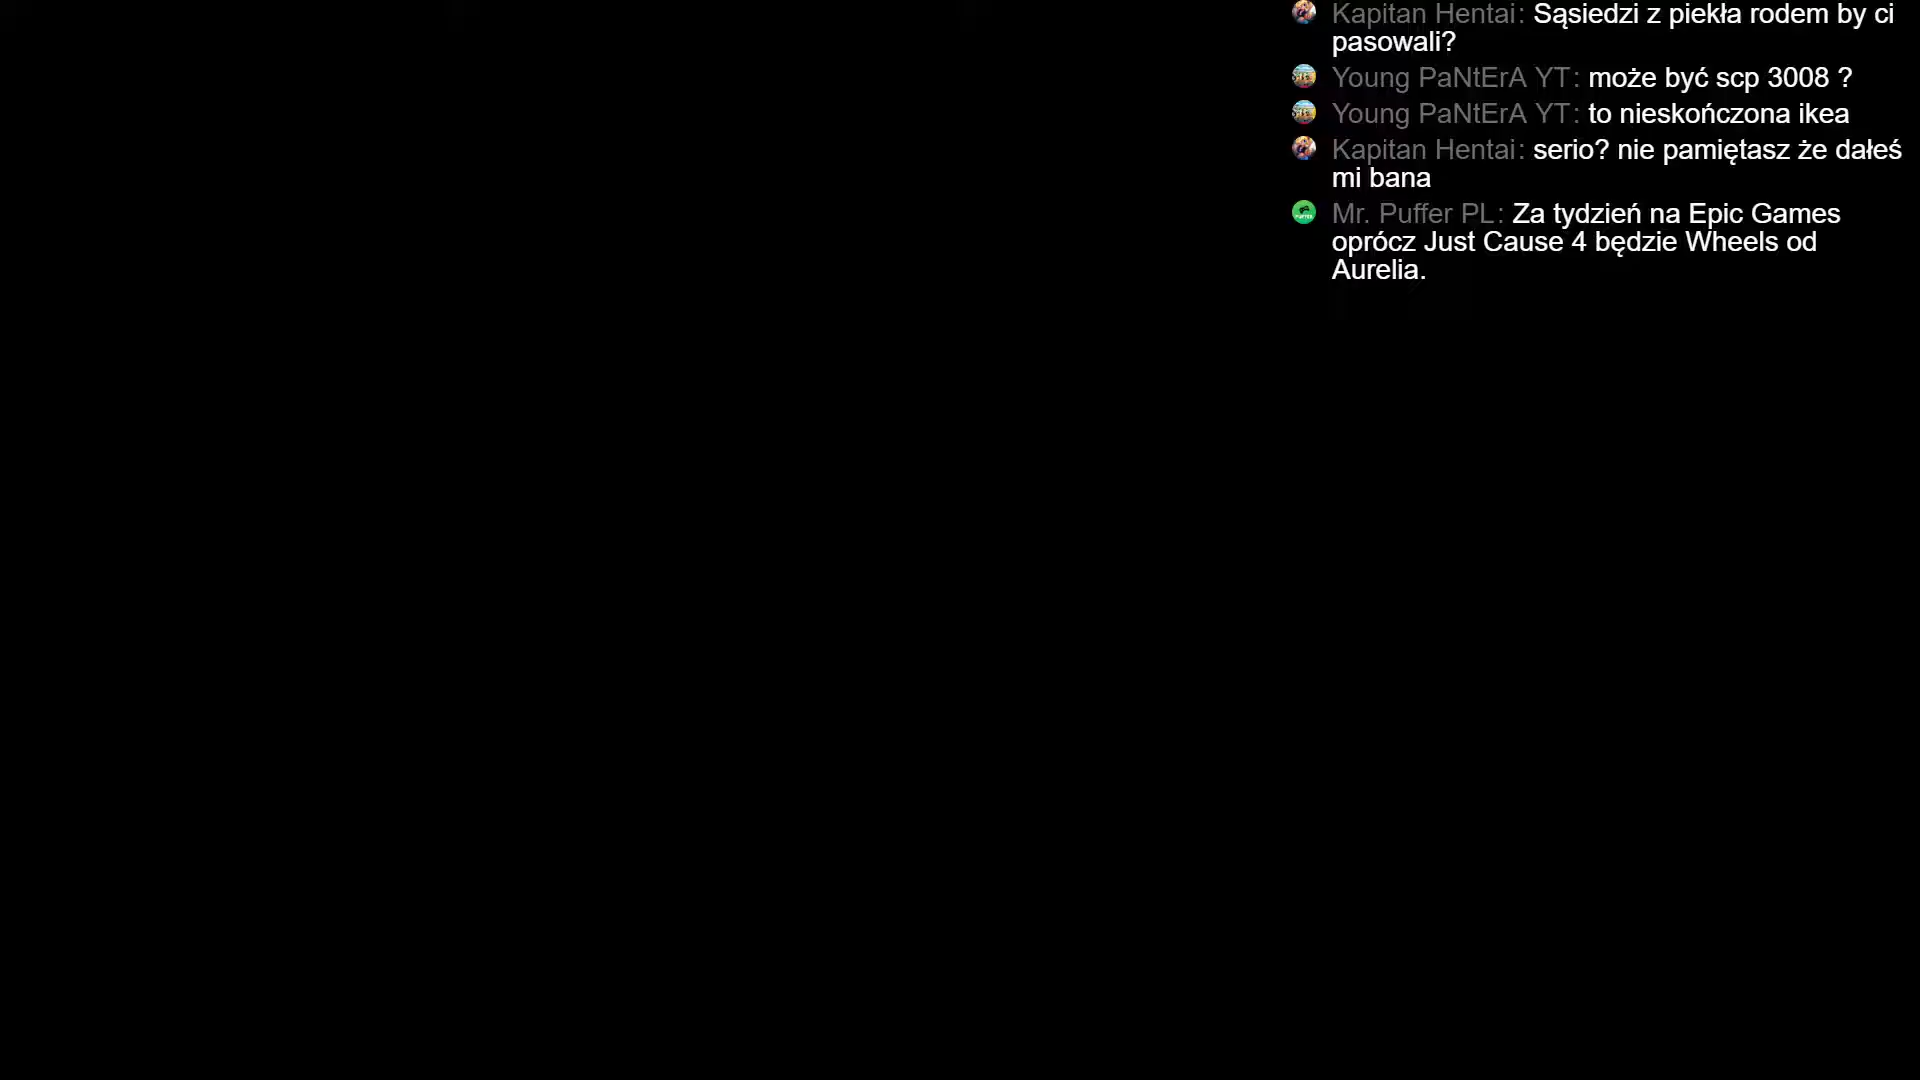 Kapitan Hentai: Sąsiedzi z piekła rodem by ci
pasowali?
Young PaNtErA YT: może być scp 3008 ?
Young PaNtErA YT: to nieskończona ikea
Kapitan Hentai: serio? nie pamiętasz że dałeś
mi bana
Mr. Puffer PL: Za tydzień na Epic Games
oprócz Just Cause 4 będzie Wheels od
Aurelia.